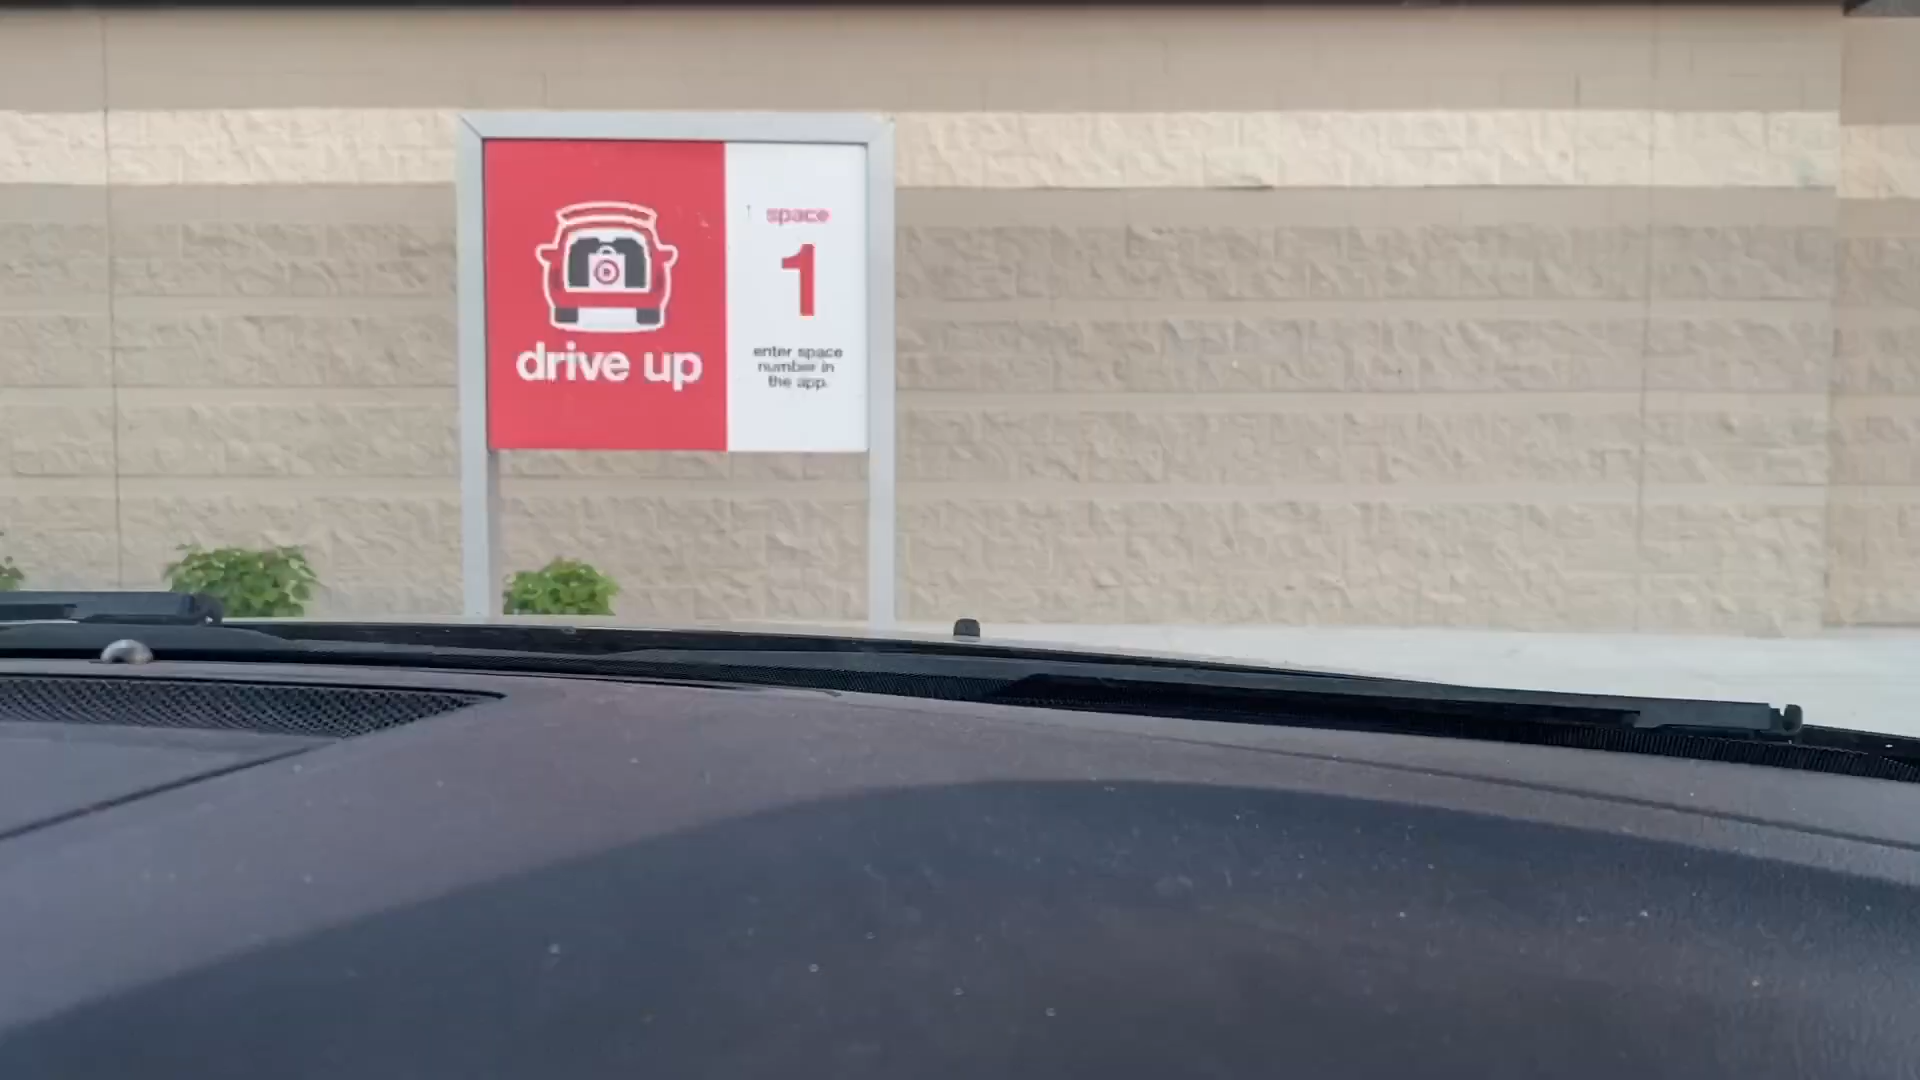 drive up
space
1
enter space
number in
the app.